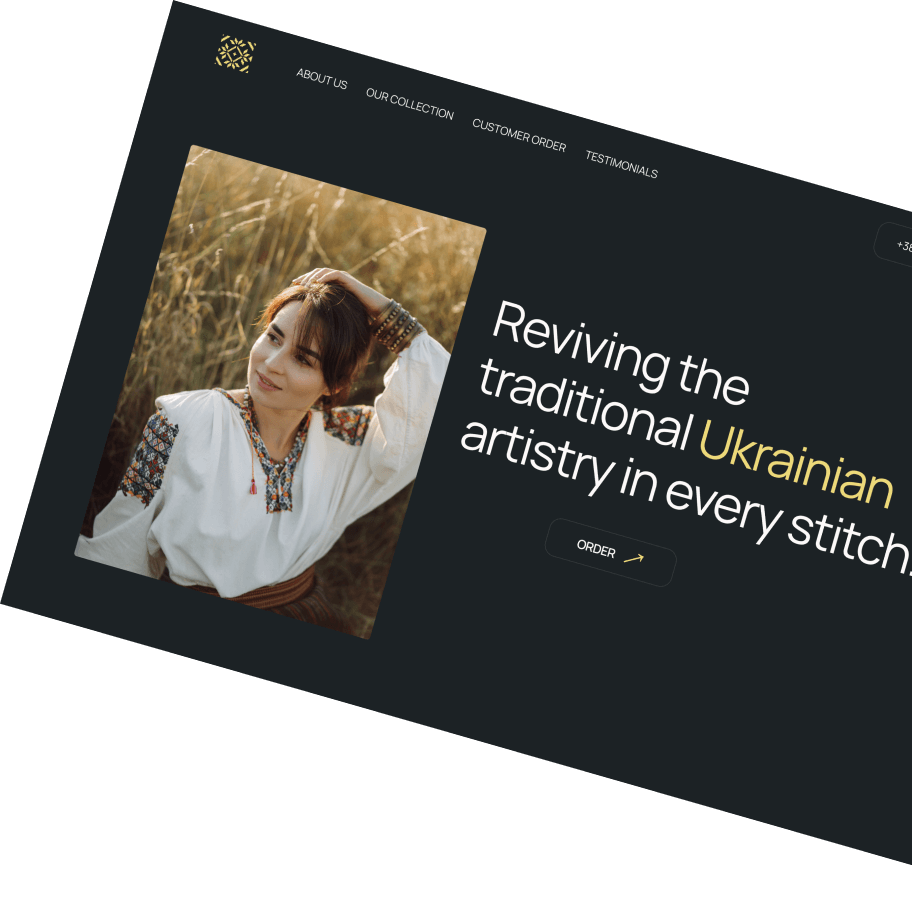 ABOUT US
OUR COLLECTION
CUSTOMER ORDER
TESTIMONIALS
+38
Reviving the
traditional Ukrainian
artistry in every stitch.
ORDER